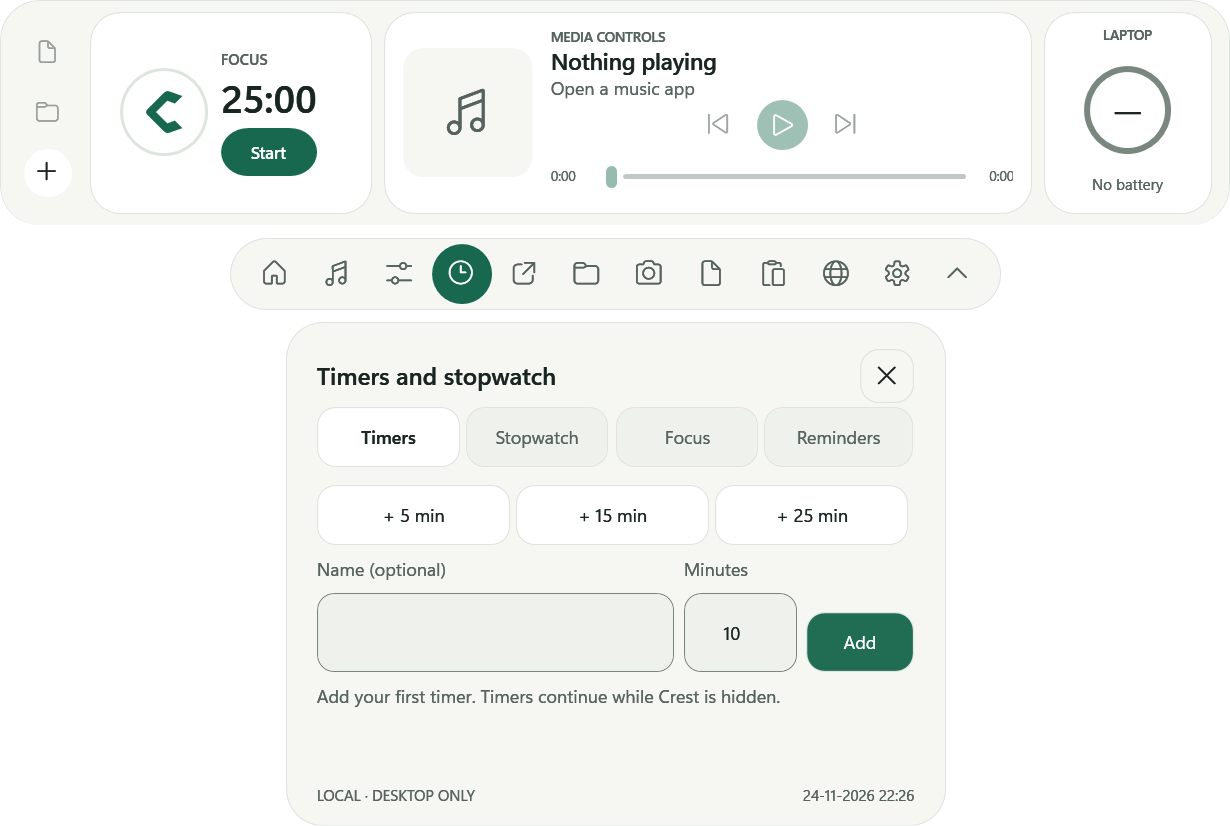 FOCUS
25:00
Start
MEDIA CONTROLS
Nothing playing
Open a music app
0:00
0:00
LAPTOP
No battery
Timers and stopwatch
Timers
Stopwatch
Focus
Reminders
+ 5 min
+ 15 min
+ 25 min
Name (optional)
Minutes
10
Add
Add your first timer. Timers continue while Crest is hidden.
LOCAL · DESKTOP ONLY
24-11-2026 22:26